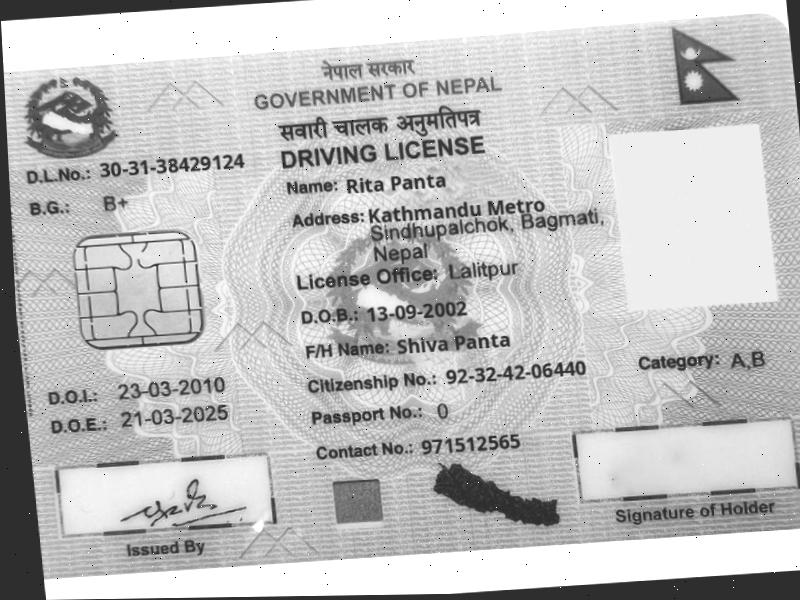 नेपाल सरकार
GOVERNMENT OF NEPAL
सवारी चालक अनुमतिपत्र
DRIVING LICENSE
D.L.No.: 30-31-38429124
B.G.: B+
Name: Rita Panta
Address: Kathmandu Metro
Sindhupalchok, Bagmati,
Nepal
License Office: Lalitpur
D.O.B.: 13-09-2002
F/H Name: Shiva Panta
Citizenship No.: 92-32-42-06440
Category: A,B
D.O.I.: 23-03-2010
D.O.E.: 21-03-2025
Passport No.: 0
Contact No.: 971512565
Issued By
Signature of Holder